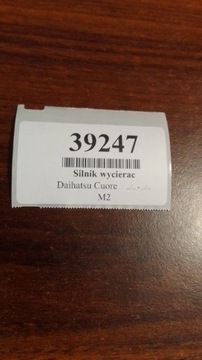 39247
Silnik wycierac
Daihatsu Cuore
M2